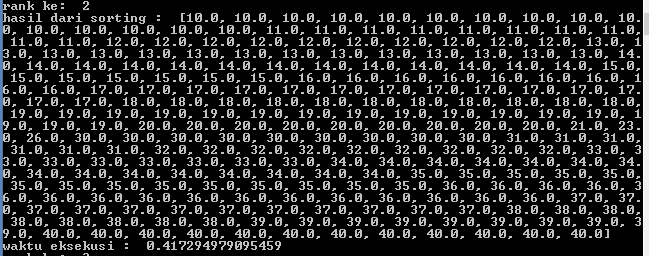 rank ke:  2
hasil dari sorting :  [10.0, 10.0, 10.0, 10.0, 10.0, 10.0, 10.0, 10.0, 10.0, 10.
0, 10.0, 10.0, 10.0, 10.0, 10.0, 11.0, 11.0, 11.0, 11.0, 11.0, 11.0, 11.0, 11.0,
 11.0, 11.0, 12.0, 12.0, 12.0, 12.0, 12.0, 12.0, 12.0, 12.0, 12.0, 12.0, 13.0, 1
3.0, 13.0, 13.0, 13.0, 13.0, 13.0, 13.0, 13.0, 13.0, 13.0, 13.0, 13.0, 14.0, 14.
0, 14.0, 14.0, 14.0, 14.0, 14.0, 14.0, 14.0, 14.0, 14.0, 14.0, 14.0, 14.0, 15.0,
 15.0, 15.0, 15.0, 15.0, 15.0, 15.0, 16.0, 16.0, 16.0, 16.0, 16.0, 16.0, 16.0, 1
6.0, 16.0, 17.0, 17.0, 17.0, 17.0, 17.0, 17.0, 17.0, 17.0, 17.0, 17.0, 17.0, 17.
0, 17.0, 17.0, 18.0, 18.0, 18.0, 18.0, 18.0, 18.0, 18.0, 18.0, 18.0, 18.0, 18.0,
 19.0, 19.0, 19.0, 19.0, 19.0, 19.0, 19.0, 19.0, 19.0, 19.0, 19.0, 19.0, 19.0, 1
9.0, 19.0, 19.0, 20.0, 20.0, 20.0, 20.0, 20.0, 20.0, 20.0, 20.0, 20.0, 21.0, 23.
0, 26.0, 30.0, 30.0, 30.0, 30.0, 30.0, 30.0, 30.0, 30.0, 30.0, 31.0, 31.0, 31.0,
 31.0, 31.0, 31.0, 32.0, 32.0, 32.0, 32.0, 32.0, 32.0, 32.0, 32.0, 32.0, 33.0, 3
3.0, 33.0, 33.0, 33.0, 33.0, 33.0, 33.0, 34.0, 34.0, 34.0, 34.0, 34.0, 34.0, 34.
0, 34.0, 34.0, 34.0, 34.0, 34.0, 34.0, 34.0, 35.0, 35.0, 35.0, 35.0, 35.0, 35.0,
 35.0, 35.0, 35.0, 35.0, 35.0, 35.0, 35.0, 36.0, 36.0, 36.0, 36.0, 36.0, 36.0, 3
6.0, 36.0, 36.0, 36.0, 36.0, 36.0, 36.0, 36.0, 36.0, 36.0, 36.0, 36.0, 37.0, 37.
0, 37.0, 37.0, 37.0, 37.0, 37.0, 37.0, 37.0, 37.0, 37.0, 38.0, 38.0, 38.0, 38.0,
 38.0, 38.0, 38.0, 38.0, 38.0, 39.0, 39.0, 39.0, 39.0, 39.0, 39.0, 39.0, 39.0, 3
9.0, 40.0, 40.0, 40.0, 40.0, 40.0, 40.0, 40.0, 40.0, 40.0, 40.0, 40.0, 40.0]
waktu eksekusi :  0.417294979095459